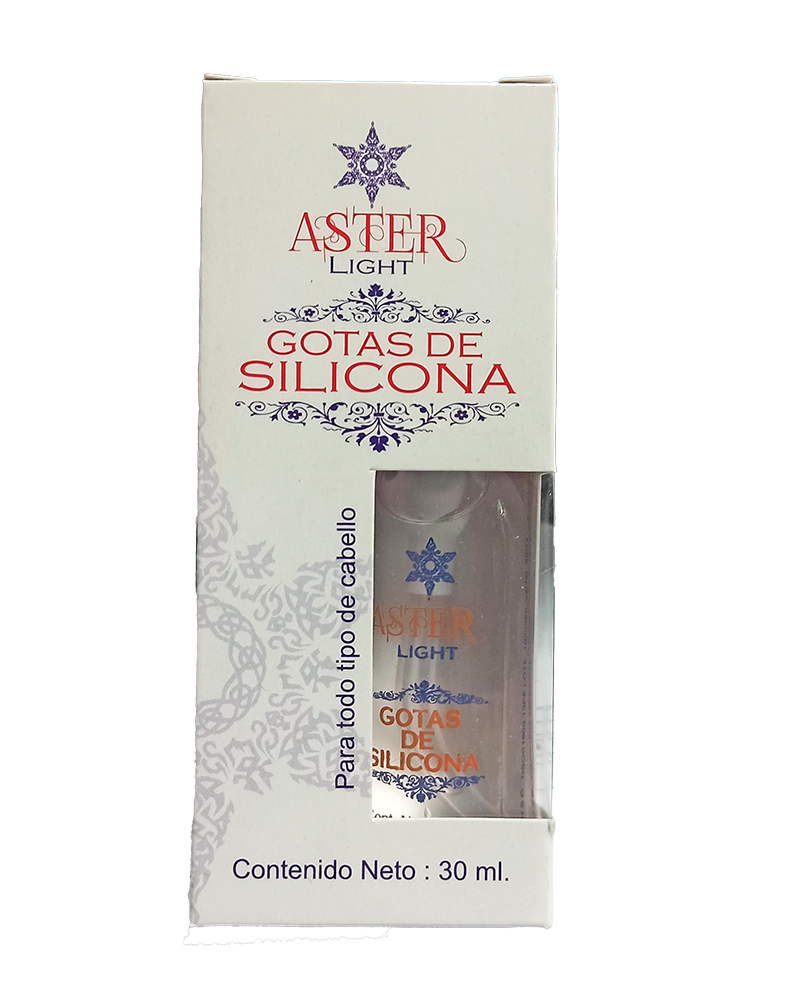 ASTER
LIGHT
GOTAS DE
SILICONA
Para todo tipo de cabello
ASTER
LIGHT
GOTAS
DE
SILICONA
Contenido Neto : 30 ml.